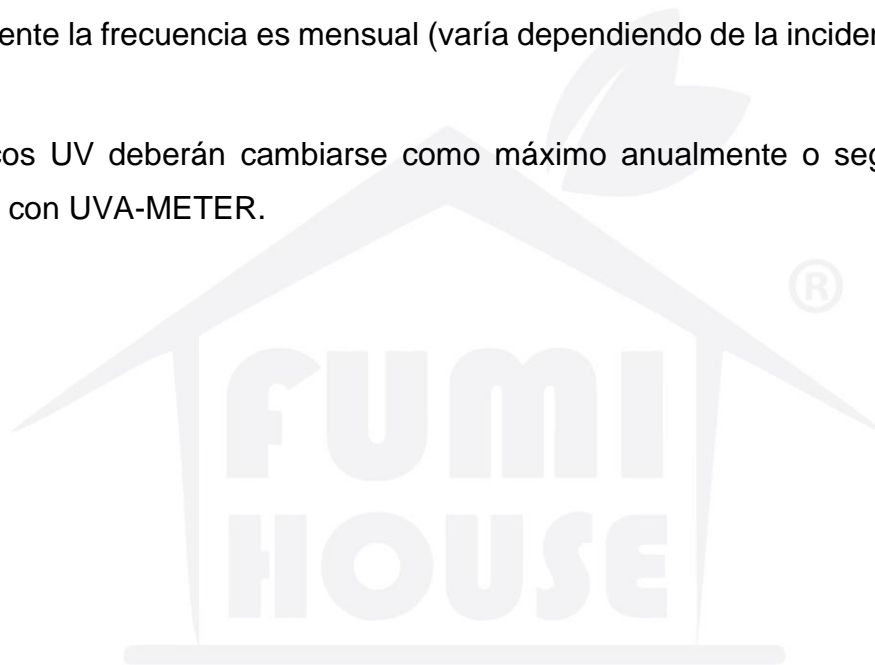 ente la frecuencia es mensual (varía dependiendo de la inciden
os UV deberán cambiarse como máximo anualmente o seg
con UVA-METER.
®
FUMI
HOUSE